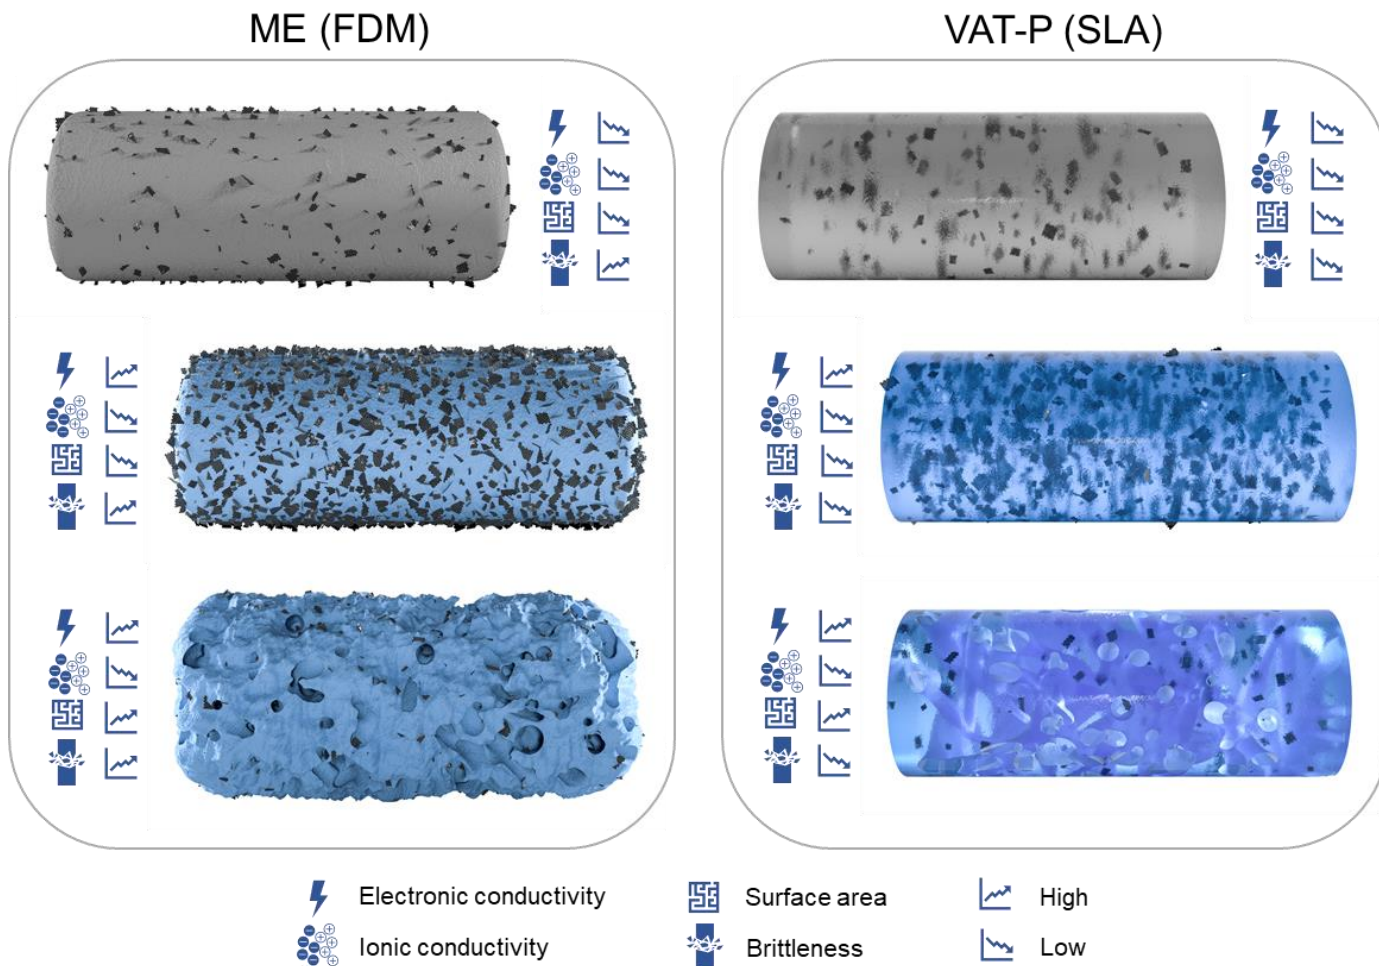 ME (FDM)
VAT-P (SLA)
Electronic conductivity
Surface area
High
Ionic conductivity
Brittleness
Low